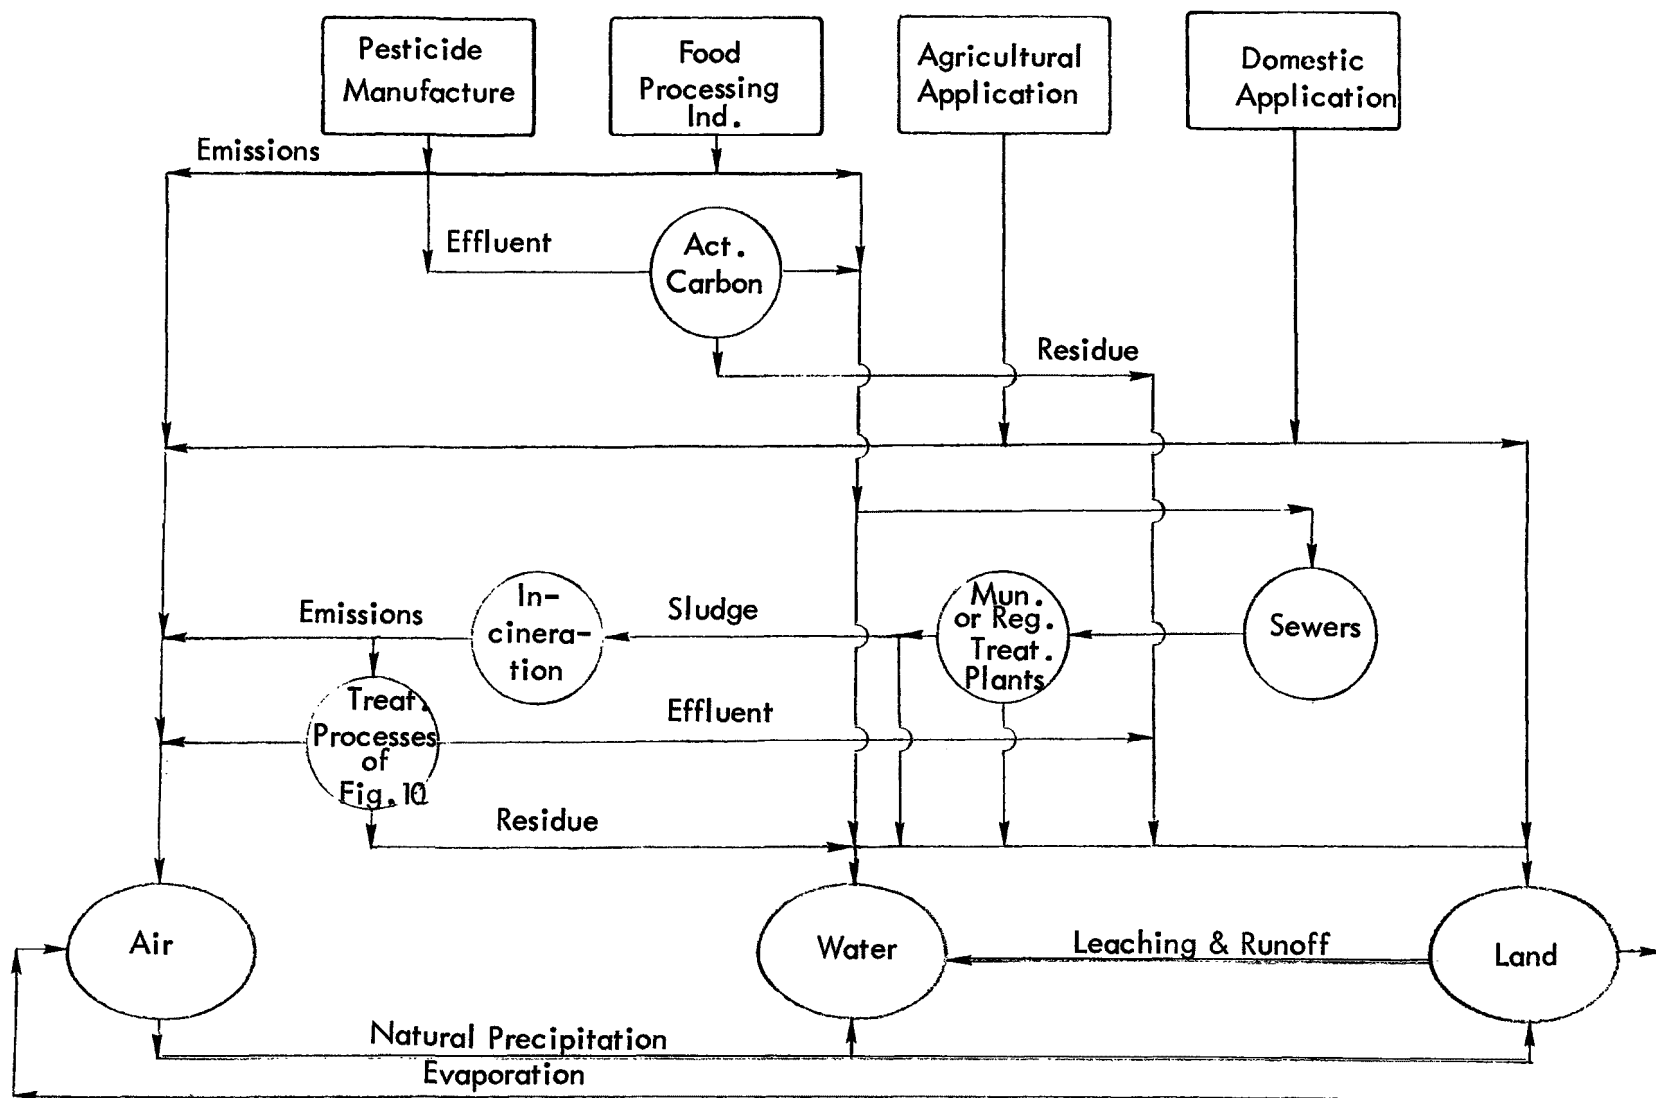 Pesticide
Manufacture
Food
Processing
Ind.
Agricultural
Application
Domestic
Application
Emissions
Effluent
Act.
Carbon
Residue
Emissions
In-
cinera-
tion
Sludge
Mun.
or Reg.
Treat.
Plants
Sewers
Treat.
Processes
of
Fig. 10
Effluent
Residue
Air
Water
Leaching & Runoff
Land
Natural Precipitation
Evaporation